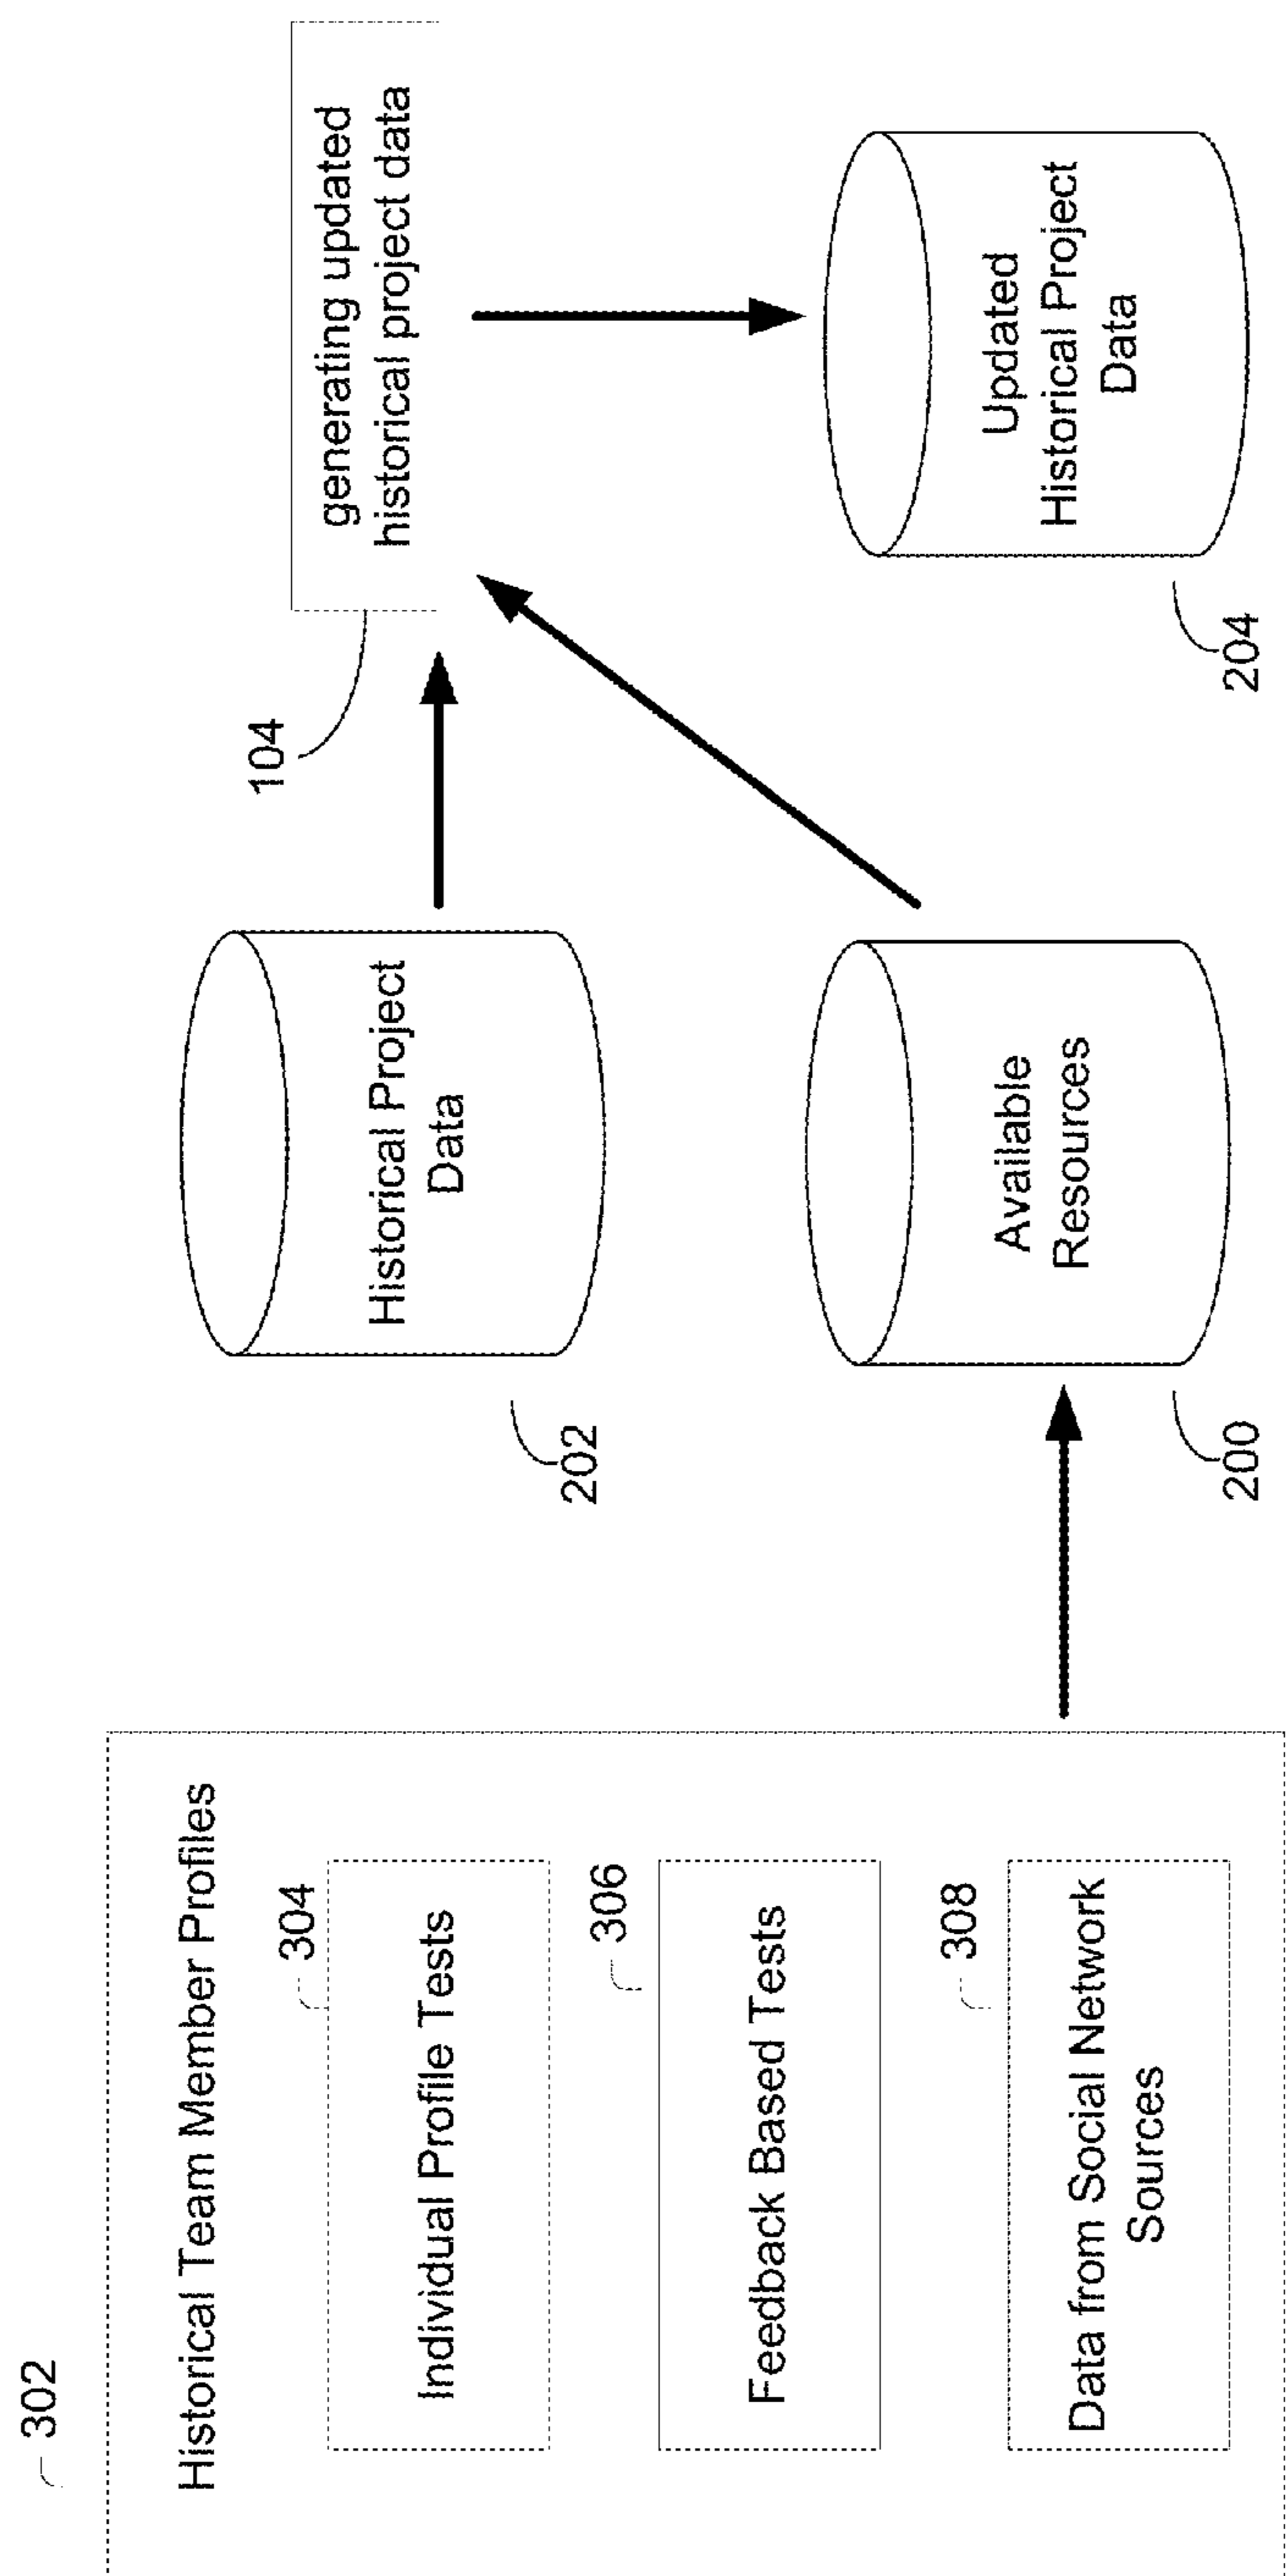 302
Historical Team Member Profiles
304
Individual Profile Tests
306
Feedback Based Tests
308
Data from Social Network
Sources
202
Historical Project
Data
200
Available
Resources
104
generating updated
historical project data
204
Updated
Historical Project
Data